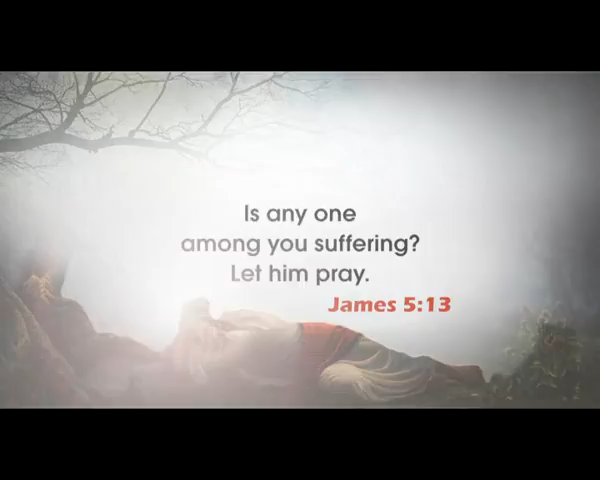 Is any one
among you suffering?
Let him pray.
James 5:13